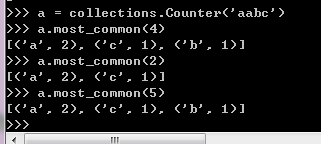 >>> a = collections.Counter('aabc')
>>> a.most_common(4)
[('a', 2), ('c', 1), ('b', 1)]
>>> a.most_common(2)
[('a', 2), ('c', 1)]
>>> a.most_common(5)
[('a', 2), ('c', 1), ('b', 1)]
>>>